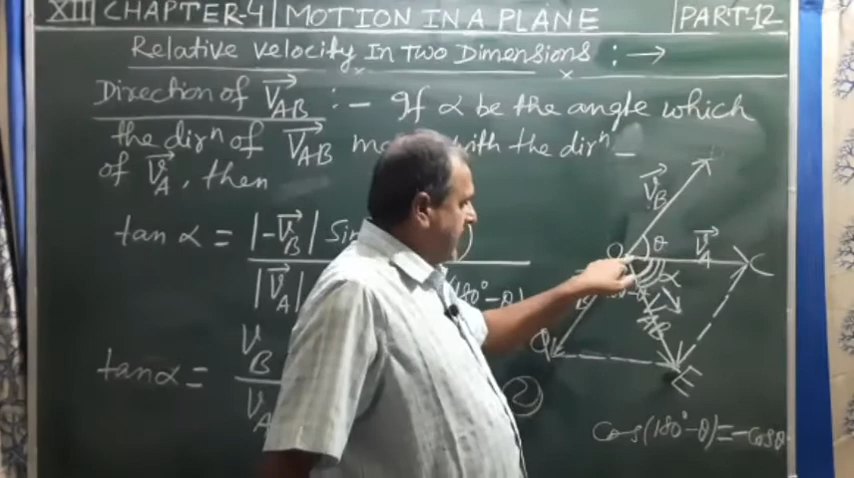 XII | CHAPTER-4 | MOTION IN A PLANE | PART-12
Relative velocity In Two Dimensions : →
Direction of V⃗AB :- If α be the angle which
the dirⁿ of V⃗AB with the dirⁿ –
of V⃗A, then
tan α = |-V⃗B| Sin
|V⃗A| (180°-θ)
tan α = VB
VA
V⃗B
O θ V⃗A C
α
Q E
2
cos(180°-θ)=-cosθ